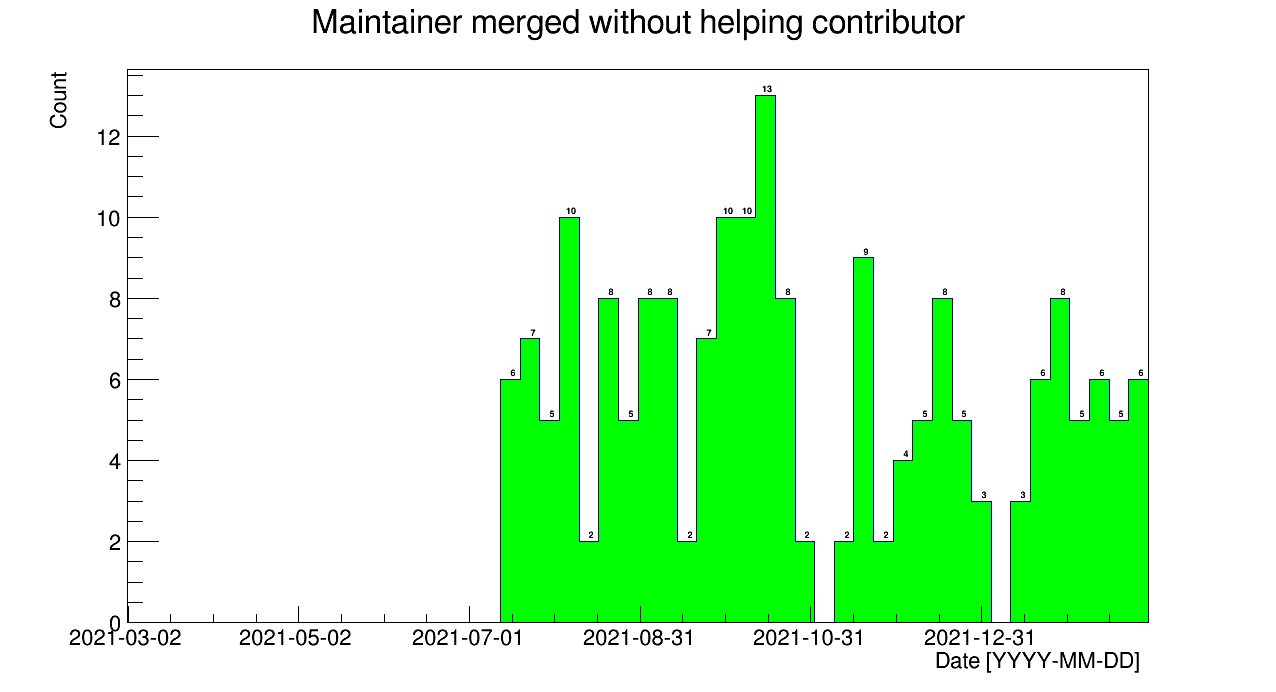 Maintainer merged without helping contributor
Count
12
10
8
6
4
2
0
6 7 5 10 2 8 5 8 8 2 7 10 10 13 8 2 2 9 2 4 5 8 5 3 3 6 8 5 6 5 6
2021-03-02 2021-05-02 2021-07-01 2021-08-31 2021-10-31 2021-12-31
Date [YYYY-MM-DD]